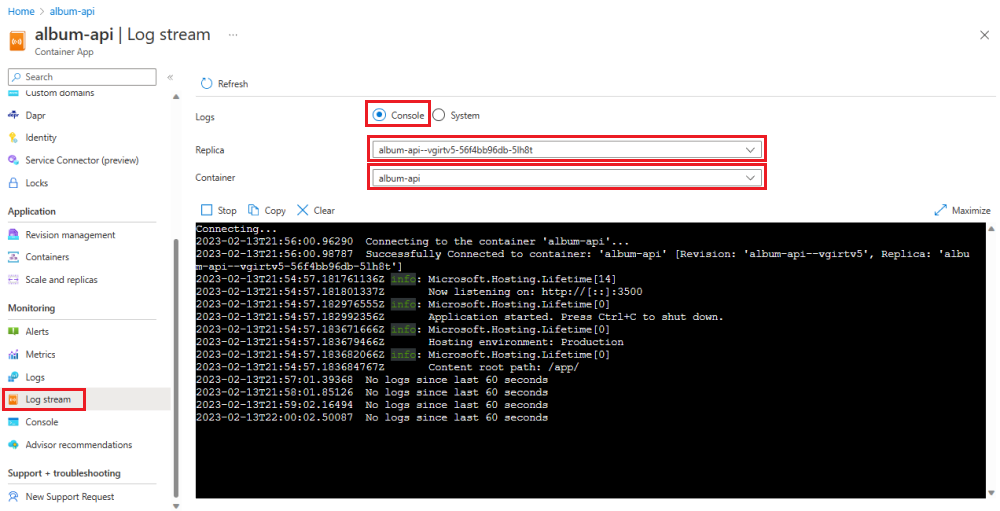 Home > album-api
album-api | Log stream ...
Container App
Search «
Custom domains
Dapr
Identity
Service Connector (preview)
Locks
Application
Revision management
Containers
Scale and replicas
Monitoring
Alerts
Metrics
Logs
Log stream
Console
Advisor recommendations
Support + troubleshooting
New Support Request
Refresh
Logs Console System
Replica album-api--vgirtv5-56f4bb96db-5lh8t
Container album-api
Stop Copy Clear Maximize
Connecting...
2023-02-13T21:56:00.96290 Connecting to the container 'album-api'...
2023-02-13T21:56:00.98787 Successfully Connected to container: 'album-api' [Revision: 'album-api--vgirtv5', Replica: 'albu
m-api--vgirtv5-56f4bb96db-5lh8t']
2023-02-13T21:54:57.181761136Z info: Microsoft.Hosting.Lifetime[14]
2023-02-13T21:54:57.181801337Z Now listening on: http://[::]:3500
2023-02-13T21:54:57.182976555Z info: Microsoft.Hosting.Lifetime[0]
2023-02-13T21:54:57.182992356Z Application started. Press Ctrl+C to shut down.
2023-02-13T21:54:57.183671666Z info: Microsoft.Hosting.Lifetime[0]
2023-02-13T21:54:57.183679466Z Hosting environment: Production
2023-02-13T21:54:57.183682066Z info: Microsoft.Hosting.Lifetime[0]
2023-02-13T21:54:57.183684767Z Content root path: /app/
2023-02-13T21:57:01.39368 No logs since last 60 seconds
2023-02-13T21:58:01.85126 No logs since last 60 seconds
2023-02-13T21:59:02.16494 No logs since last 60 seconds
2023-02-13T22:00:02.50087 No logs since last 60 seconds